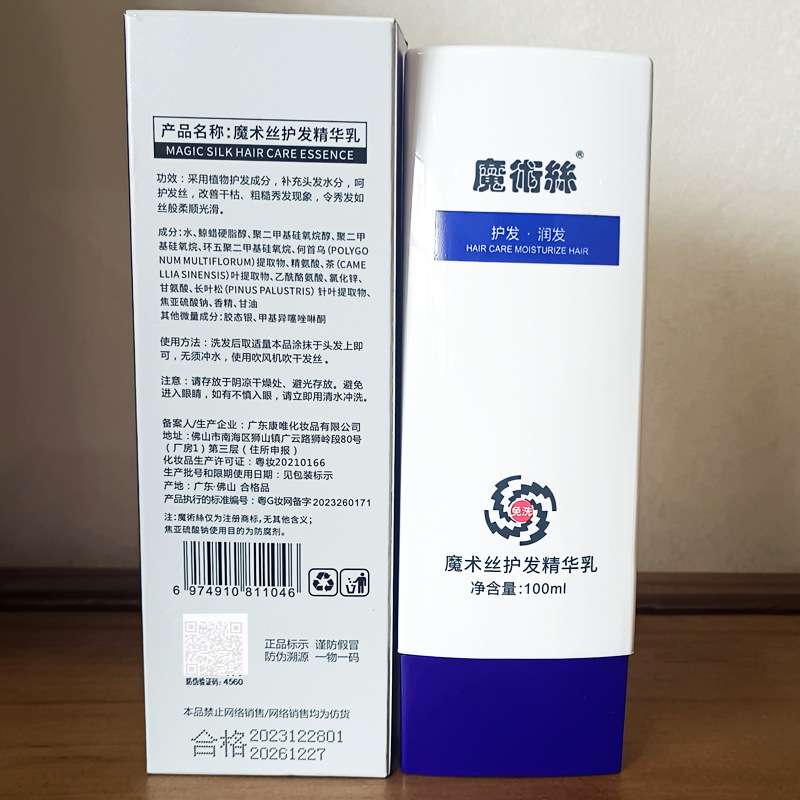 产品名称:魔术丝护发精华乳
MAGIC SILK HAIR CARE ESSENCE
功效:采用植物护发成分，补充头发水分，呵
护发丝，改善干枯、粗糙秀发现象，令秀发如
丝般柔顺光滑。
成分:水、鲸蜡硬脂醇、聚二甲基硅氧烷醇、聚二甲
基硅氧烷、环五聚二甲基硅氧烷、何首乌(POLYGO
NUM MULTIFLORUM)提取物、精氨酸、茶(CAME
LLIA SINENSIS)叶提取物、乙酰酪氨酸、氯化锌、
甘氨酸、长叶松(PINUS PALUSTRIS)针叶提取物、
焦亚硫酸钠、香精、甘油
其他微量成分:胶态银、甲基异噻唑啉酮
使用方法：洗发后取适量本品涂抹于头发上即
可，无须冲水，使用吹风机吹干发丝。
注意：请存放于阴凉干燥处、避光存放。避免
进入眼睛，如有不慎入眼，请立即用清水冲洗。
备案人/生产企业：广东康唯化妆品有限公司
地址：佛山市南海区狮山镇广云路狮岭段80号
（厂房1）第三层（住所申报）
化妆品生产许可证：粤妆20210166
生产批号和限期使用日期：见包装标示
产地：广东·佛山 合格品
产品执行的标准编号：粤G妆网备字2023260171
注：魔術絲仅为注册商标，无其他含义；
焦亚硫酸钠使用目的为防腐剂。
6 974910 811046
正品标示 谨防假冒
防伪溯源 一物一码
防伪验证码: 4560
本品禁止网络销售/网络销售均为仿货
合格 2023122801
20261227
魔術絲®
护发·润发
HAIR CARE MOISTURIZE HAIR
免洗
魔术丝护发精华乳
净含量:100ml